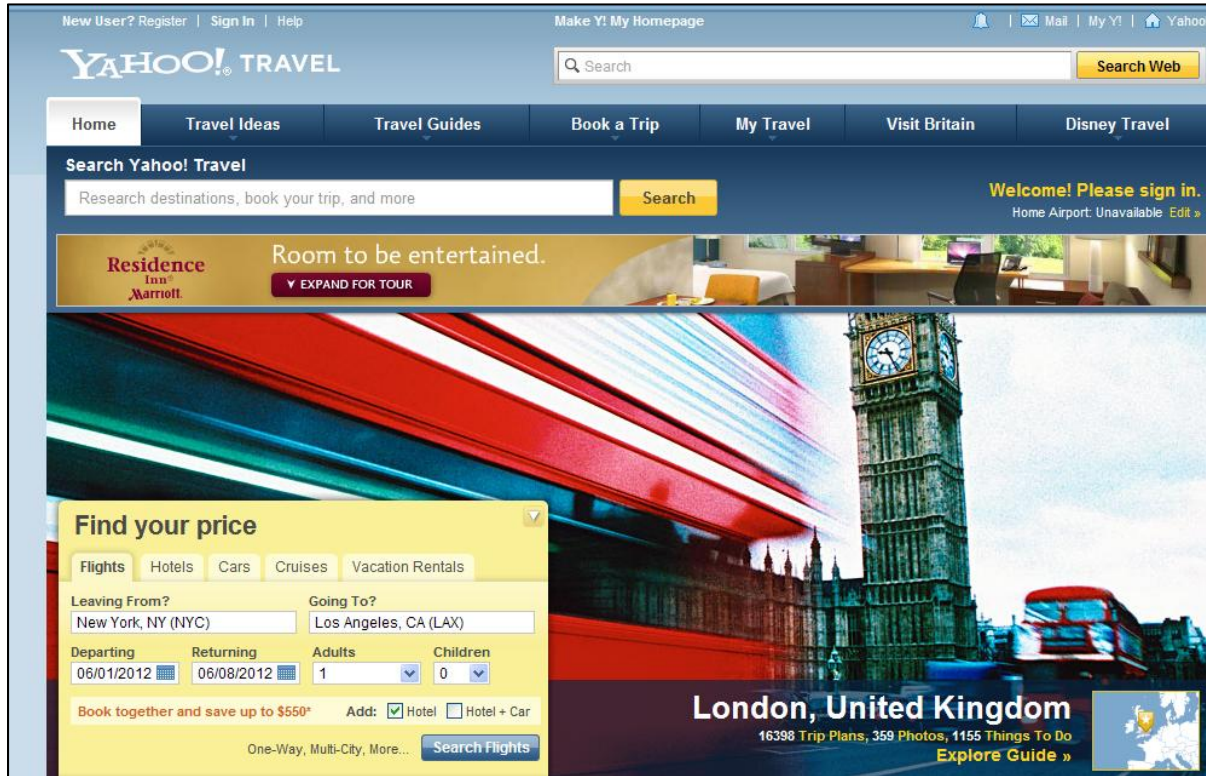 New User? Register | Sign In | Help Make Y! My Homepage | Mail | My Y! | Yahoo
YAHOO!® TRAVEL Search Search Web
Home Travel Ideas Travel Guides Book a Trip My Travel Visit Britain Disney Travel
Search Yahoo! Travel
Research destinations, book your trip, and more Search
Welcome! Please sign in.
Home Airport: Unavailable Edit »
Residence
Inn®
Marriott
Room to be entertained.
EXPAND FOR TOUR
Find your price
Flights Hotels Cars Cruises Vacation Rentals
Leaving From? Going To?
New York, NY (NYC) Los Angeles, CA (LAX)
Departing Returning Adults Children
06/01/2012 06/08/2012 1 0
Book together and save up to $550* Add: Hotel Hotel + Car
One-Way, Multi-City, More... Search Flights
London, United Kingdom
16398 Trip Plans, 359 Photos, 1155 Things To Do
Explore Guide »